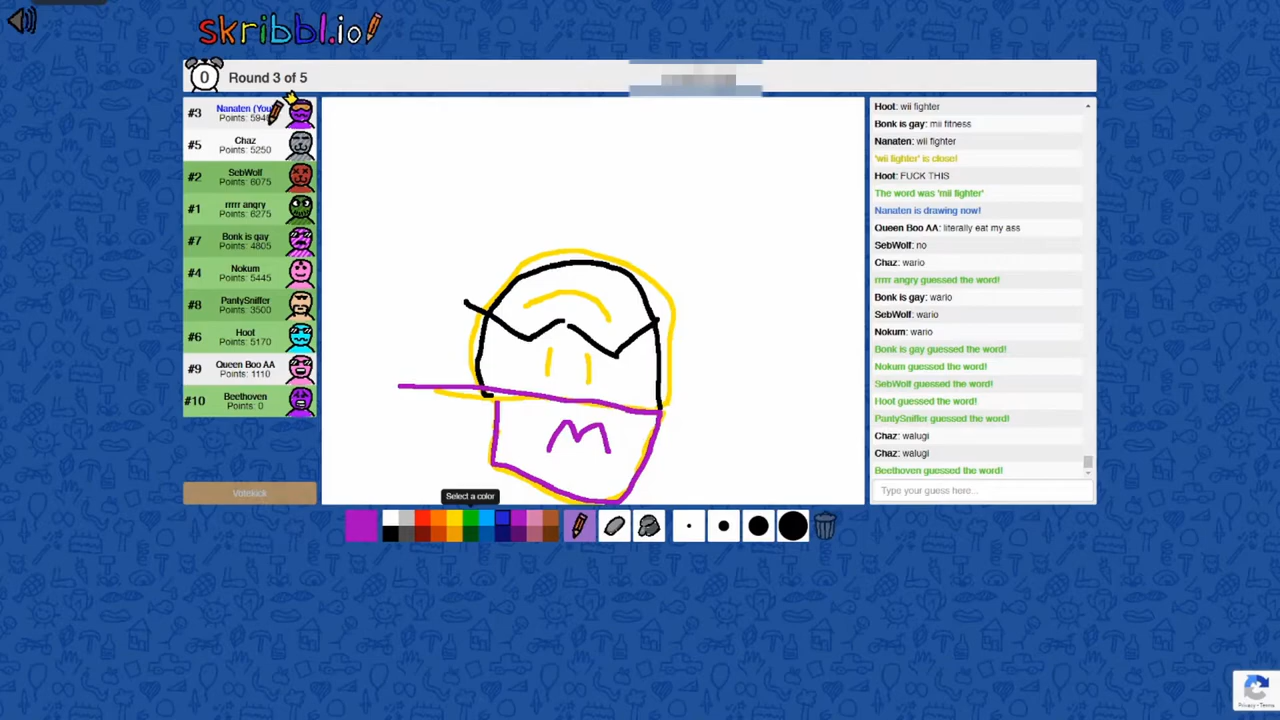 skribbl.io
0 Round 3 of 5
#3 Nanaten (You
Points: 594
#5 Chaz
Points: 5250
#2 SebWolf
Points: 6075
#1 rrrrr angry
Points: 6275
#7 Bonk is gay
Points: 4805
#4 Nokum
Points: 5445
#8 PantySniffer
Points: 3500
#6 Hoot
Points: 5170
#9 Queen Boo AA
Points: 1110
#10 Beethoven
Points: 0
Votekick
M
Select a color
Hoot: wii fighter
Bonk is gay: mii fitness
Nanaten: wii fighter
'wii fighter' is close!
Hoot: FUCK THIS
The word was 'mii fighter'
Nanaten is drawing now!
Queen Boo AA: literally eat my ass
SebWolf: no
Chaz: wario
rrrrr angry guessed the word!
Bonk is gay: wario
SebWolf: wario
Nokum: wario
Bonk is gay guessed the word!
Nokum guessed the word!
SebWolf guessed the word!
Hoot guessed the word!
PantySniffer guessed the word!
Chaz: walugi
Chaz: walugi
Beethoven guessed the word!
Type your guess here...
Privacy - Terms